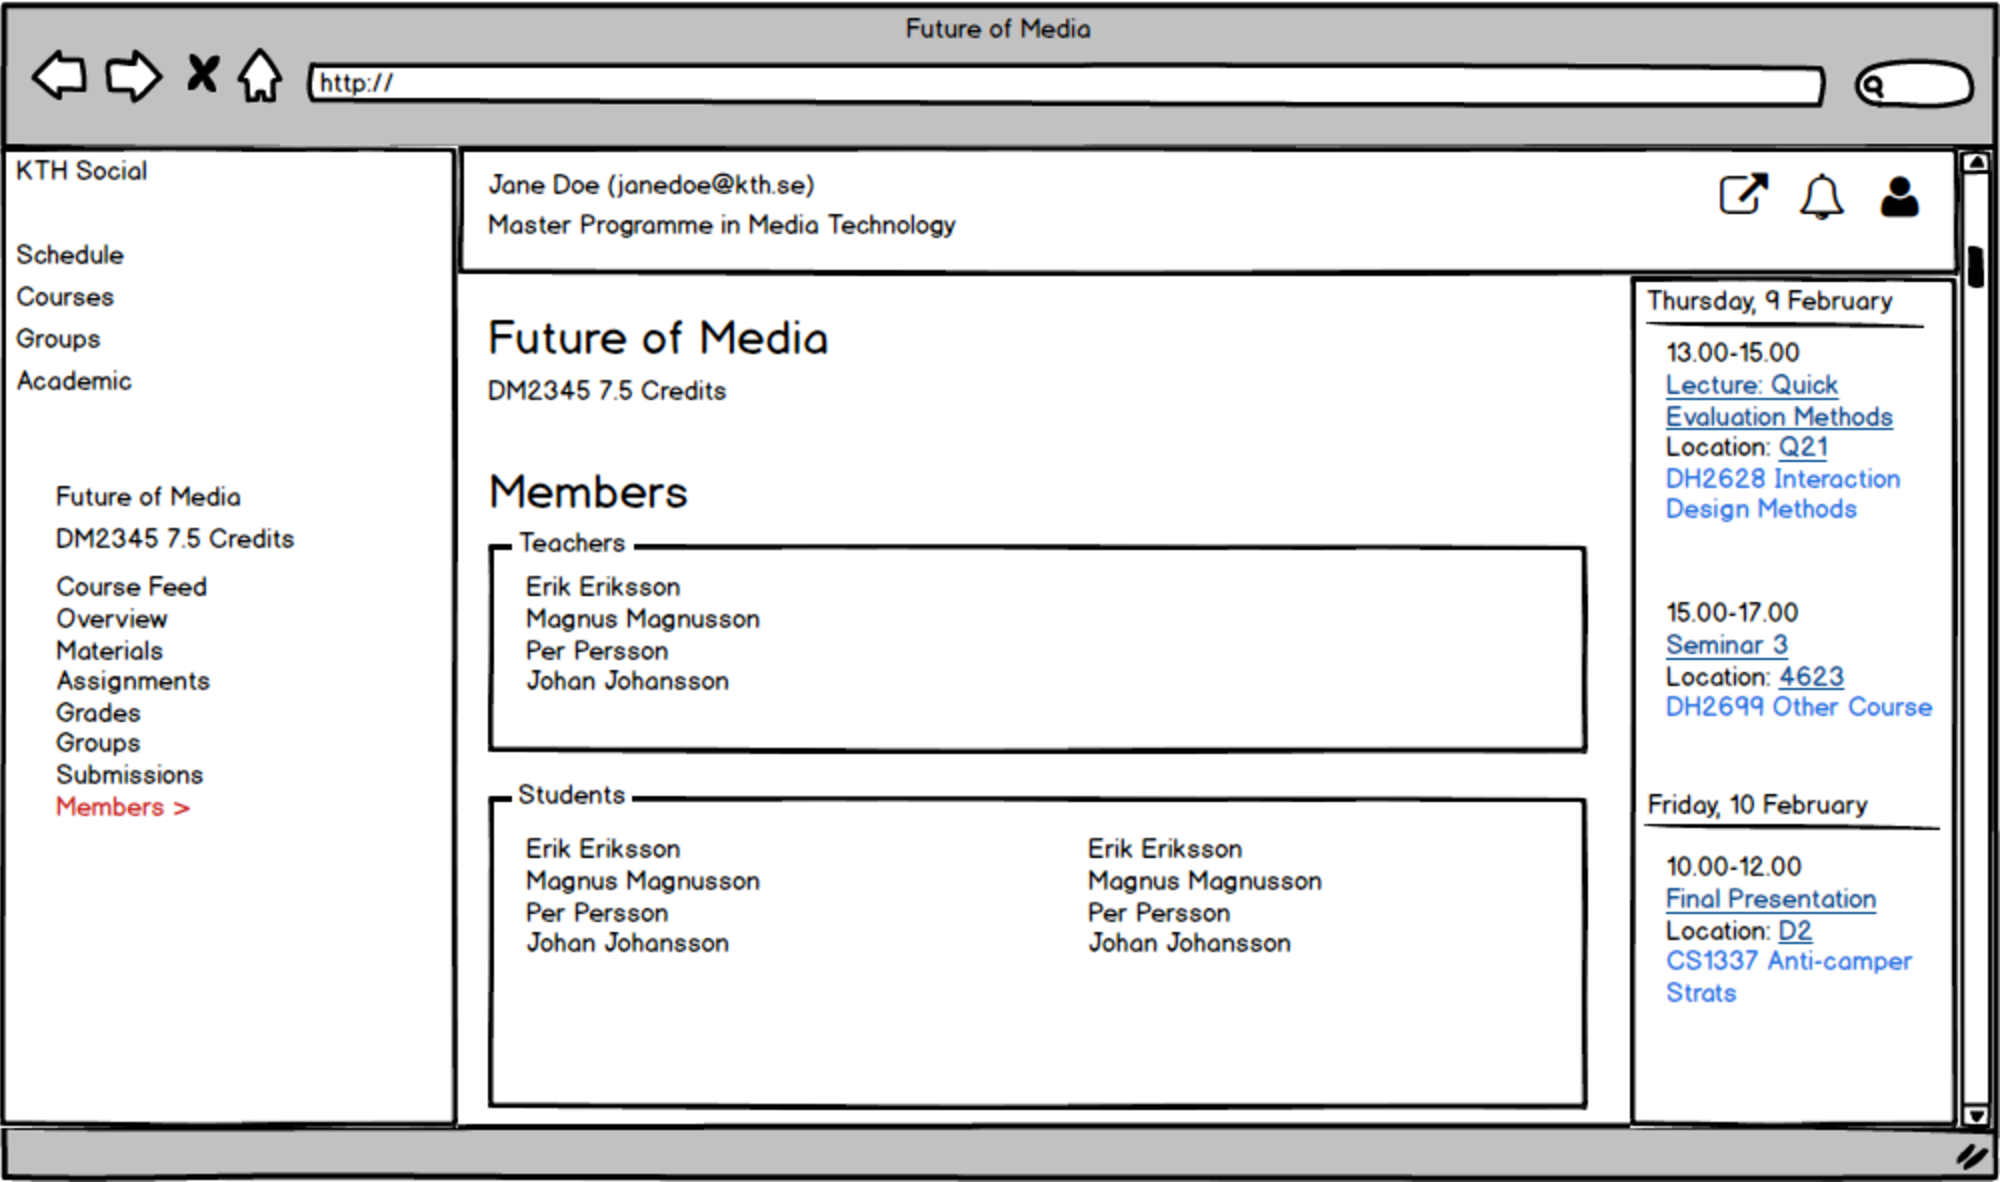 Future of Media
http://
KTH Social
Schedule
Courses
Groups
Academic
Future of Media
DM2345 7.5 Credits
Course Feed
Overview
Materials
Assignments
Grades
Groups
Submissions
Members >
Jane Doe (janedoe@kth.se)
Master Programme in Media Technology
Future of Media
DM2345 7.5 Credits
Members
Teachers
Erik Eriksson
Magnus Magnusson
Per Persson
Johan Johansson
Students
Erik Eriksson
Magnus Magnusson
Per Persson
Johan Johansson
Erik Eriksson
Magnus Magnusson
Per Persson
Johan Johansson
Thursday, 9 February
13.00-15.00
Lecture: Quick
Evaluation Methods
Location: Q21
DH2628 Interaction
Design Methods
15.00-17.00
Seminar 3
Location: 4623
DH2699 Other Course
Friday, 10 February
10.00-12.00
Final Presentation
Location: D2
CS1337 Anti-camper
Strats